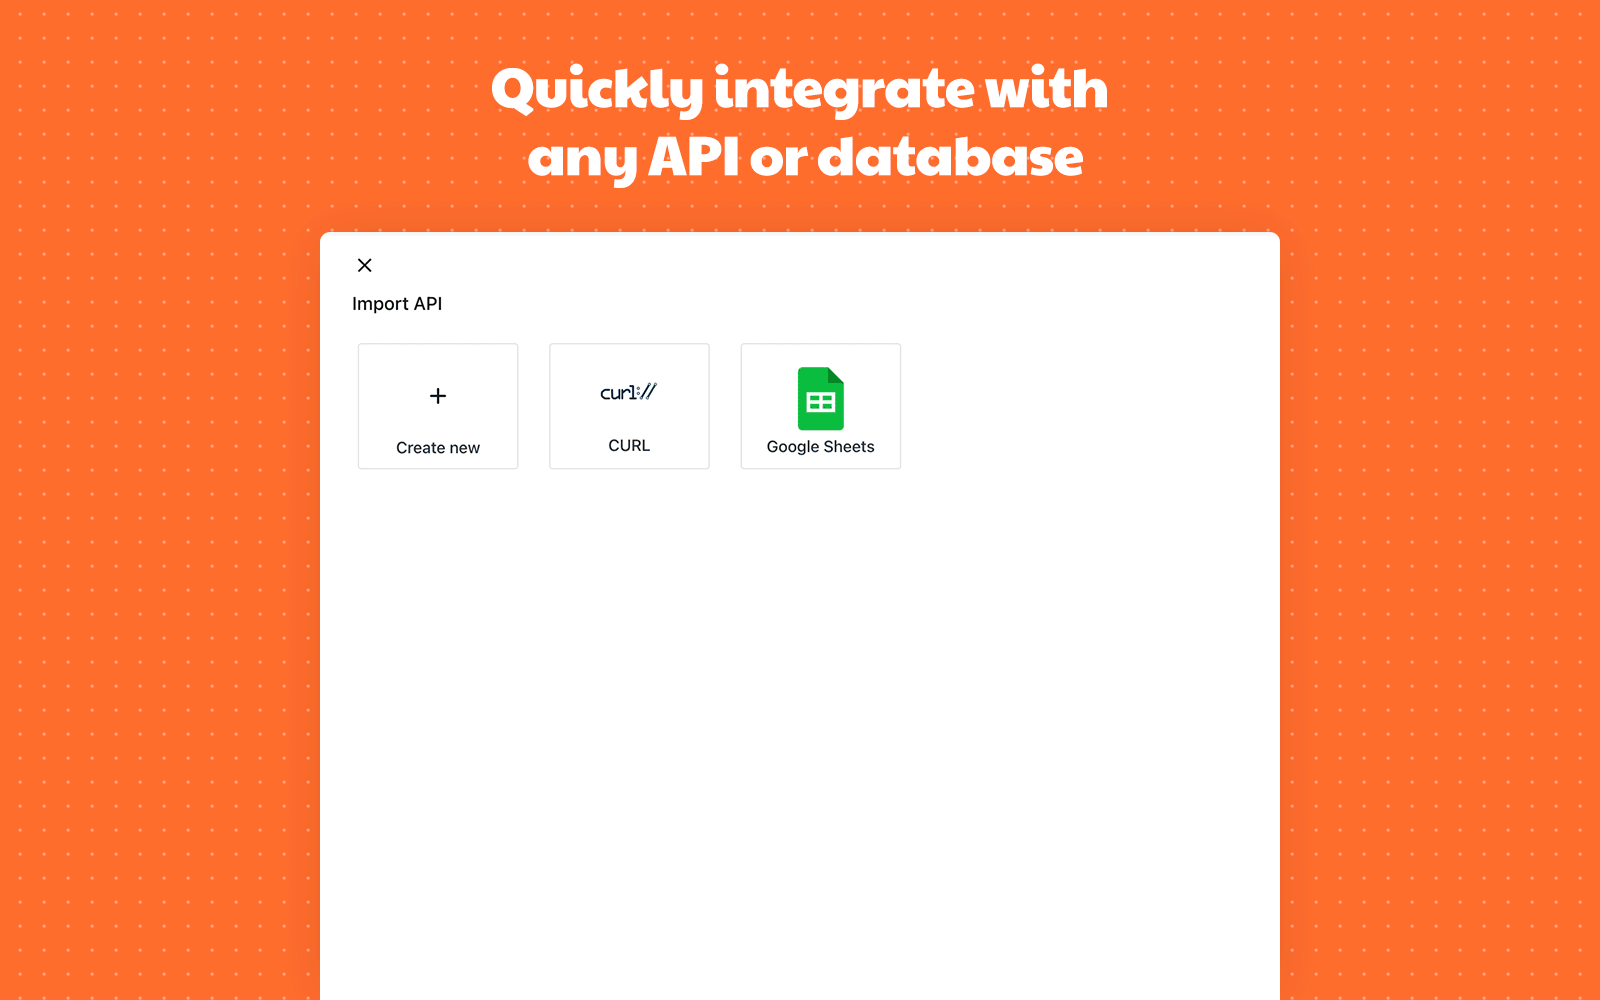 Quickly integrate with
any API or database
Import API
Create new
curl://
CURL
Google Sheets